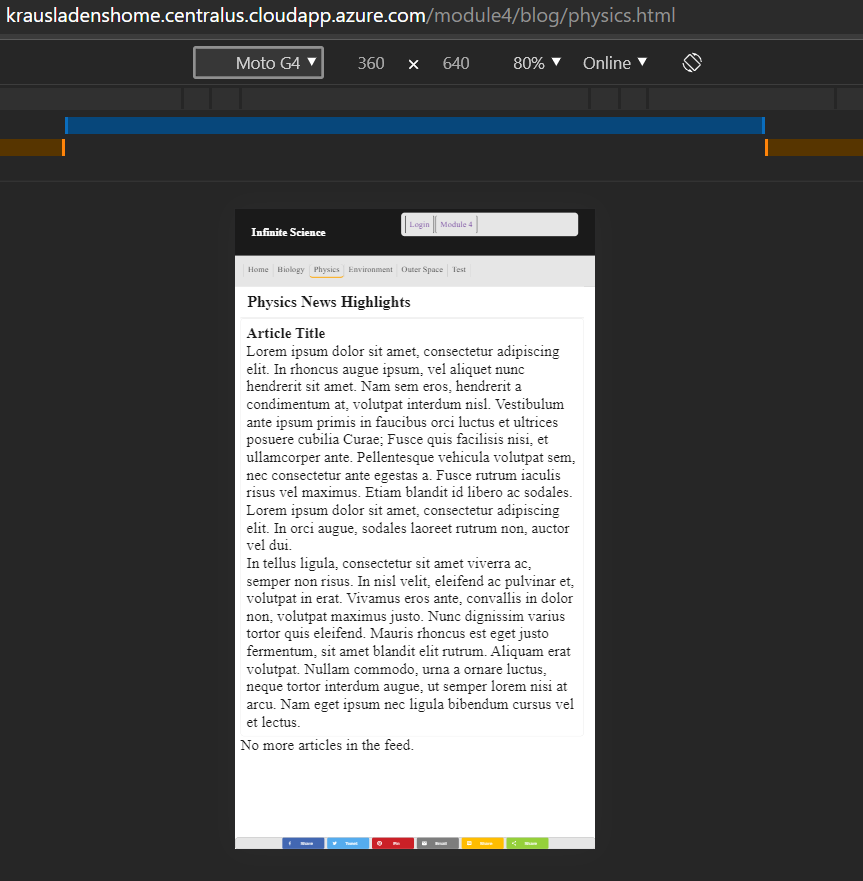 krausladenshome.centralus.cloudapp.azure.com/module4/blog/physics.html
Moto G4 ▼ 360 × 640 80% ▼ Online ▼
Infinite Science
Login Module 4
Home Biology Physics Environment Outer Space Test
Physics News Highlights
Article Title
Lorem ipsum dolor sit amet, consectetur adipiscing
elit. In rhoncus augue ipsum, vel aliquet nunc
hendrerit sit amet. Nam sem eros, hendrerit a
condimentum at, volutpat interdum nisl. Vestibulum
ante ipsum primis in faucibus orci luctus et ultrices
posuere cubilia Curae; Fusce quis facilisis nisi, et
ullamcorper ante. Pellentesque vehicula volutpat sem,
nec consectetur ante egestas a. Fusce rutrum iaculis
risus vel maximus. Etiam blandit id libero ac sodales.
Lorem ipsum dolor sit amet, consectetur adipiscing
elit. In orci augue, sodales laoreet rutrum non, auctor
vel dui.
In tellus ligula, consectetur sit amet viverra ac,
semper non risus. In nisl velit, eleifend ac pulvinar et,
volutpat in erat. Vivamus eros ante, convallis in dolor
non, volutpat maximus justo. Nunc dignissim varius
tortor quis eleifend. Mauris rhoncus est eget justo
fermentum, sit amet blandit elit rutrum. Aliquam erat
volutpat. Nullam commodo, urna a ornare luctus,
neque tortor interdum augue, ut semper lorem nisi at
arcu. Nam eget ipsum nec ligula bibendum cursus vel
et lectus.
No more articles in the feed.
Share Tweet Pin Email Share Share